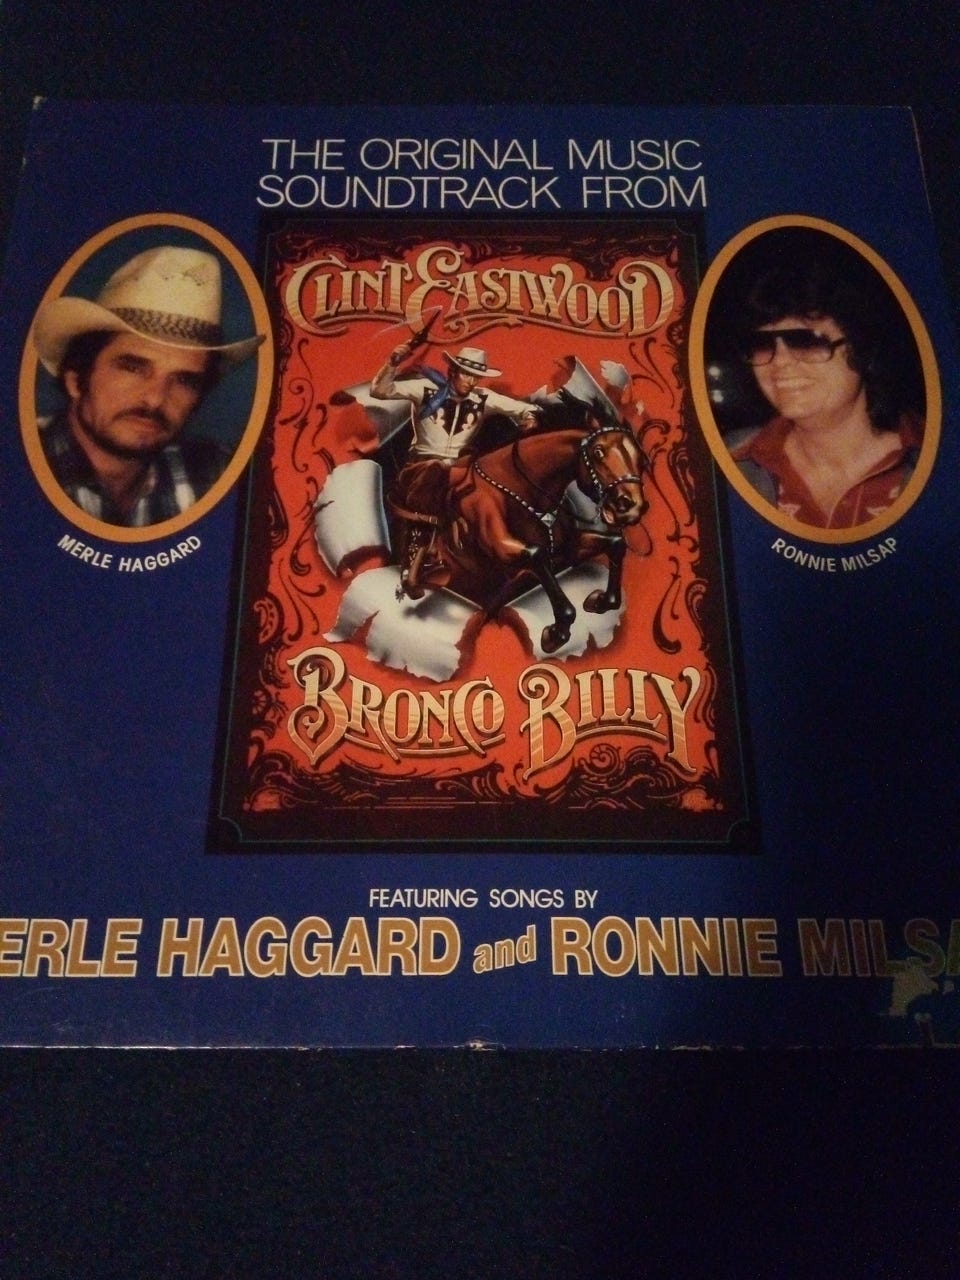 THE ORIGINAL MUSIC
SOUNDTRACK FROM
CLINT EASTWOOD
MERLE HAGGARD
RONNIE MILSAP
BRONCO BILLY
FEATURING SONGS BY
ERLE HAGGARD and RONNIE MILSA